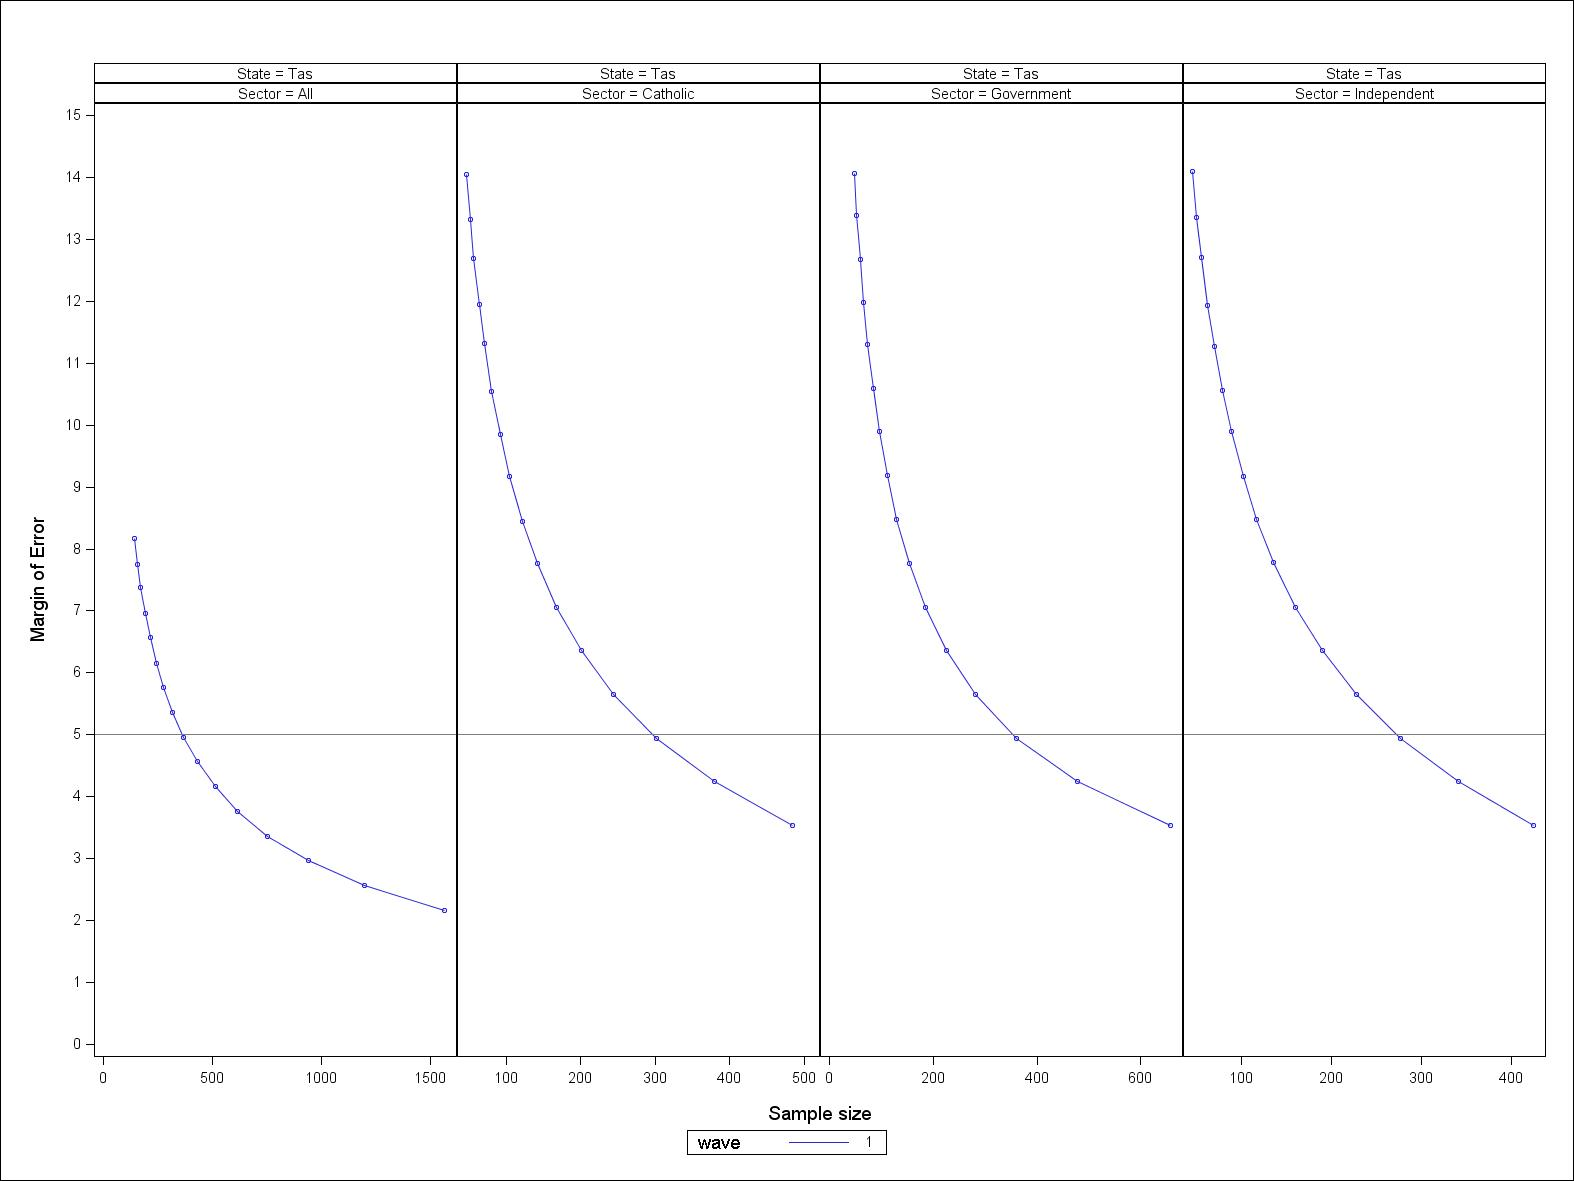 State = Tas State = Tas State = Tas State = Tas
Sector = All Sector = Catholic Sector = Government Sector = Independent
15
14
13
12
11
10
9
8
7
6
5
4
3
2
1
0
Margin of Error
0 500 1000 1500 100 200 300 400 500 0 200 400 600 100 200 300 400
Sample size
wave 1